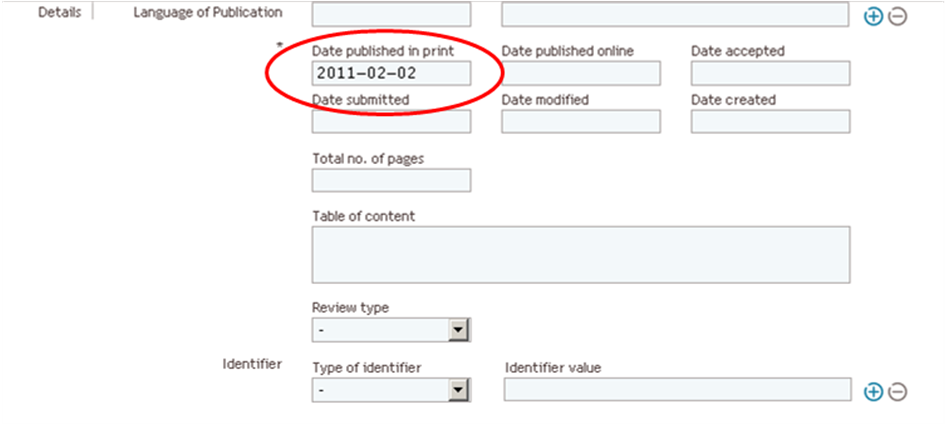 Details Language of Publication
* Date published in print Date published online Date accepted
2011-02-02
Date submitted Date modified Date created
Total no. of pages
Table of content
Review type
-
Identifier Type of identifier Identifier value
-